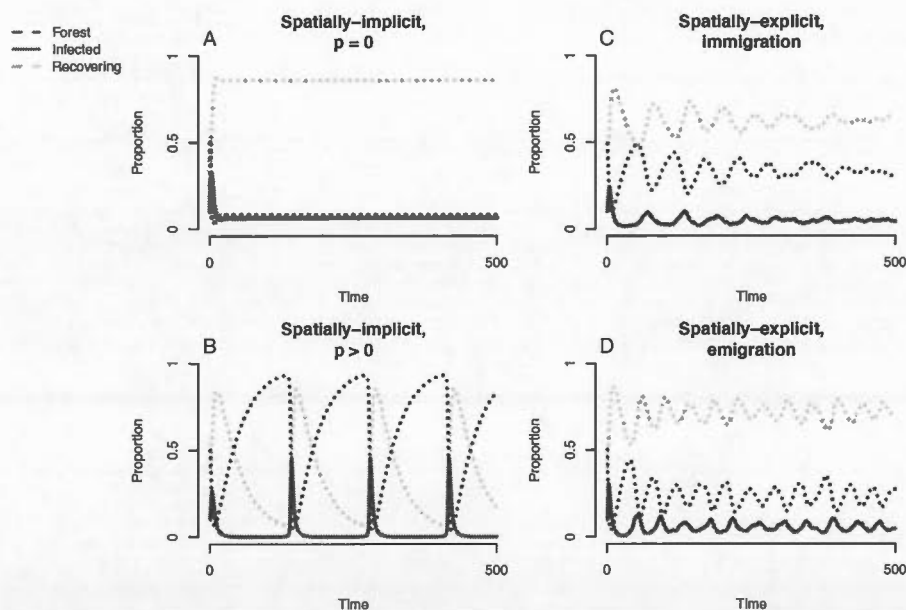 Forest
Infected
Recovering
A
Spatially–implicit,
p = 0
Proportion
1
0.5
0
0
500
Time
C
Spatially–explicit,
immigration
Proportion
1
0.5
0
0
500
Time
B
Spatially–implicit,
p > 0
Proportion
1
0.5
0
0
500
Time
D
Spatially–explicit,
emigration
Proportion
1
0.5
0
0
500
Time